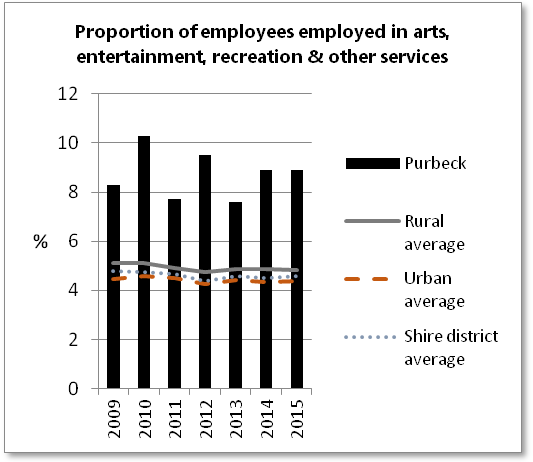 Proportion of employees employed in arts,
entertainment, recreation & other services
12
10
8
6
4
2
0
%
2009
2010
2011
2012
2013
2014
2015
Purbeck
Rural
average
Urban
average
Shire district
average